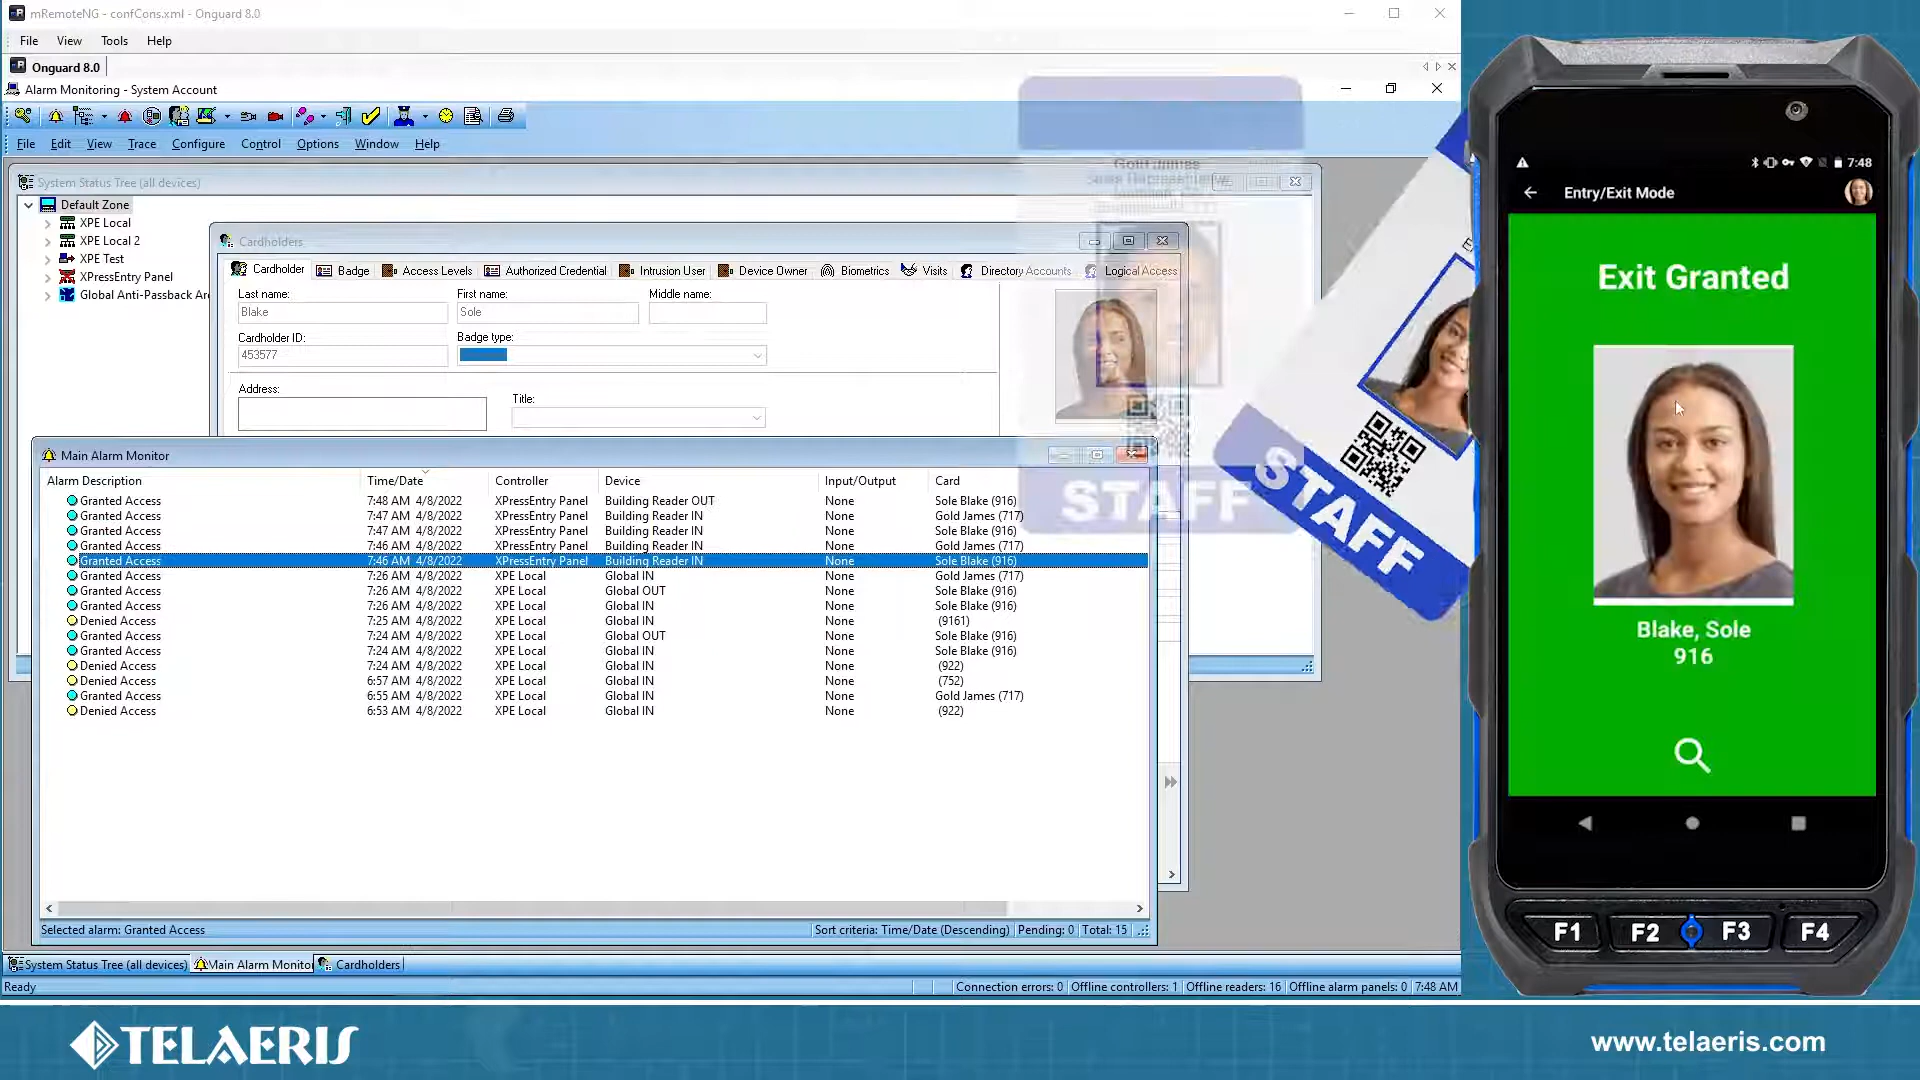 mRemoteNG - confCons.xml - Onguard 8.0
File View Tools Help
Onguard 8.0
Alarm Monitoring - System Account
File Edit View Trace Configure Control Options Window Help
System Status Tree (all devices)
Default Zone
XPE Local
XPE Local 2
XPE Test
XPressEntry Panel
Global Anti-Passback Ar
Cardholders
Cardholder Badge Access Levels Authorized Credential Intrusion User Device Owner Biometrics Visits Directory Accounts Logical Access
Last name: First name: Middle name:
Blake Sole
Cardholder ID: Badge type:
453577
Address: Title:
Main Alarm Monitor
Alarm Description Time/Date Controller Device Input/Output Card
Granted Access 7:48 AM 4/8/2022 XPressEntry Panel Building Reader OUT None Sole Blake (916)
Granted Access 7:47 AM 4/8/2022 XPressEntry Panel Building Reader IN None Gold James (717)
Granted Access 7:47 AM 4/8/2022 XPressEntry Panel Building Reader IN None Sole Blake (916)
Granted Access 7:46 AM 4/8/2022 XPressEntry Panel Building Reader IN None Gold James (717)
Granted Access 7:46 AM 4/8/2022 XPressEntry Panel Building Reader IN None Sole Blake (916)
Granted Access 7:26 AM 4/8/2022 XPE Local Global IN None Gold James (717)
Granted Access 7:26 AM 4/8/2022 XPE Local Global OUT None Sole Blake (916)
Granted Access 7:26 AM 4/8/2022 XPE Local Global IN None Sole Blake (916)
Denied Access 7:25 AM 4/8/2022 XPE Local Global IN None (9161)
Granted Access 7:24 AM 4/8/2022 XPE Local Global OUT None Sole Blake (916)
Granted Access 7:24 AM 4/8/2022 XPE Local Global IN None Sole Blake (916)
Denied Access 7:24 AM 4/8/2022 XPE Local Global IN None (922)
Denied Access 6:57 AM 4/8/2022 XPE Local Global IN None (752)
Granted Access 6:55 AM 4/8/2022 XPE Local Global IN None Gold James (717)
Denied Access 6:53 AM 4/8/2022 XPE Local Global IN None (922)
Selected alarm: Granted Access Sort criteria: Time/Date (Descending) Pending: 0 Total: 15
System Status Tree (all devices) Main Alarm Monitor Cardholders
Ready Connection errors: 0 Offline controllers: 1 Offline readers: 16 Offline alarm panels: 0 7:48 AM
Gold James
STAFF
STAFF
7:48
Entry/Exit Mode
Exit Granted
Blake, Sole
916
F1 F2 F3 F4
TELAERIS
www.telaeris.com